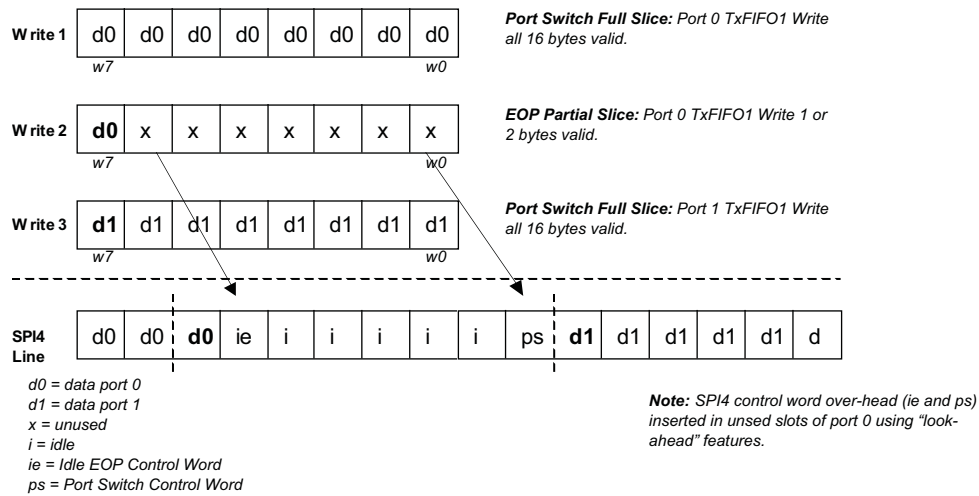 Write 1 d0 d0 d0 d0 d0 d0 d0 d0
w7 w0
Port Switch Full Slice: Port 0 TxFIFO1 Write
all 16 bytes valid.
Write 2 d0 x x x x x x x
w7 w0
EOP Partial Slice: Port 0 TxFIFO1 Write 1 or
2 bytes valid.
Write 3 d1 d1 d1 d1 d1 d1 d1 d1
w7 w0
Port Switch Full Slice: Port 1 TxFIFO1 Write
all 16 bytes valid.
SPI4
Line
d0 d0 d0 ie i i i i i ps d1 d1 d1 d1 d1 d
d0 = data port 0
d1 = data port 1
x = unused
i = idle
ie = Idle EOP Control Word
ps = Port Switch Control Word
Note: SPI4 control word over-head (ie and ps)
inserted in unsed slots of port 0 using “look-
ahead” features.